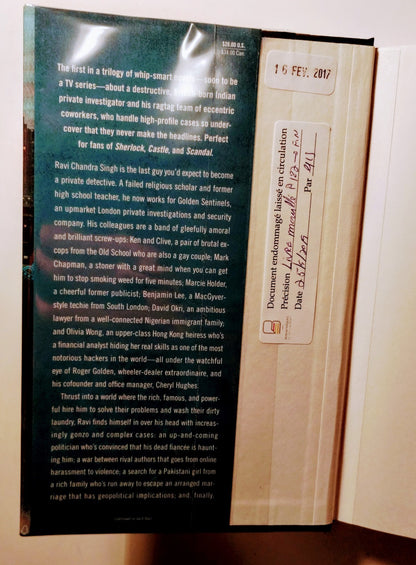 $26.00 U.S.
$34.00 Can.
The first in a trilogy of whip-smart —soon to be
a TV series—about a destructive, born Indian
private investigator and his ragtag team of eccentric
coworkers, who handle high-profile cases so under-
cover that they never make the headlines. Perfect
for fans of Sherlock, Castle, and Scandal.
Ravi Chandra Singh is the last guy you'd expect to become
a private detective. A failed religious scholar and former
high school teacher, he now works for Golden Sentinels,
an upmarket London private investigations and security
company. His colleagues are a band of gleefully amoral
and brilliant screw-ups: Ken and Clive, a pair of brutal ex-
cops from the Old School who are also a gay couple; Mark
Chapman, a stoner with a great mind when you can get
him to stop smoking weed for five minutes; Marcie Holder,
a cheerful former publicist; Benjamin Lee, a MacGyver-
style techie from South London; David Okri, an ambitious
lawyer from a well-connected Nigerian immigrant family;
and Olivia Wong, an upper-class Hong Kong heiress who's
a financial analyst hiding her real skills as one of the most
notorious hackers in the world—all under the watchful
eye of Roger Golden, wheeler-dealer extraordinaire, and
his cofounder and office manager, Cheryl Hughes.
Thrust into a world where the rich, famous, and pow-
erful hire him to solve their problems and wash their dirty
laundry, Ravi finds himself in over his head with increas-
ingly gonzo and complex cases: an up-and-coming
politician who's convinced that his dead fiancée is haunt-
ing him; a war between rival authors that goes from online
harassment to violence; a search for a Pakistani girl from
a rich family who's run away to escape an arranged mar-
riage that has geopolitical implications; and, finally,
16 FEV. 2017
Document endommagé laissé en circulation
Précision Livre mouillé P 123 → FIN
Date 25/5/2019 Par